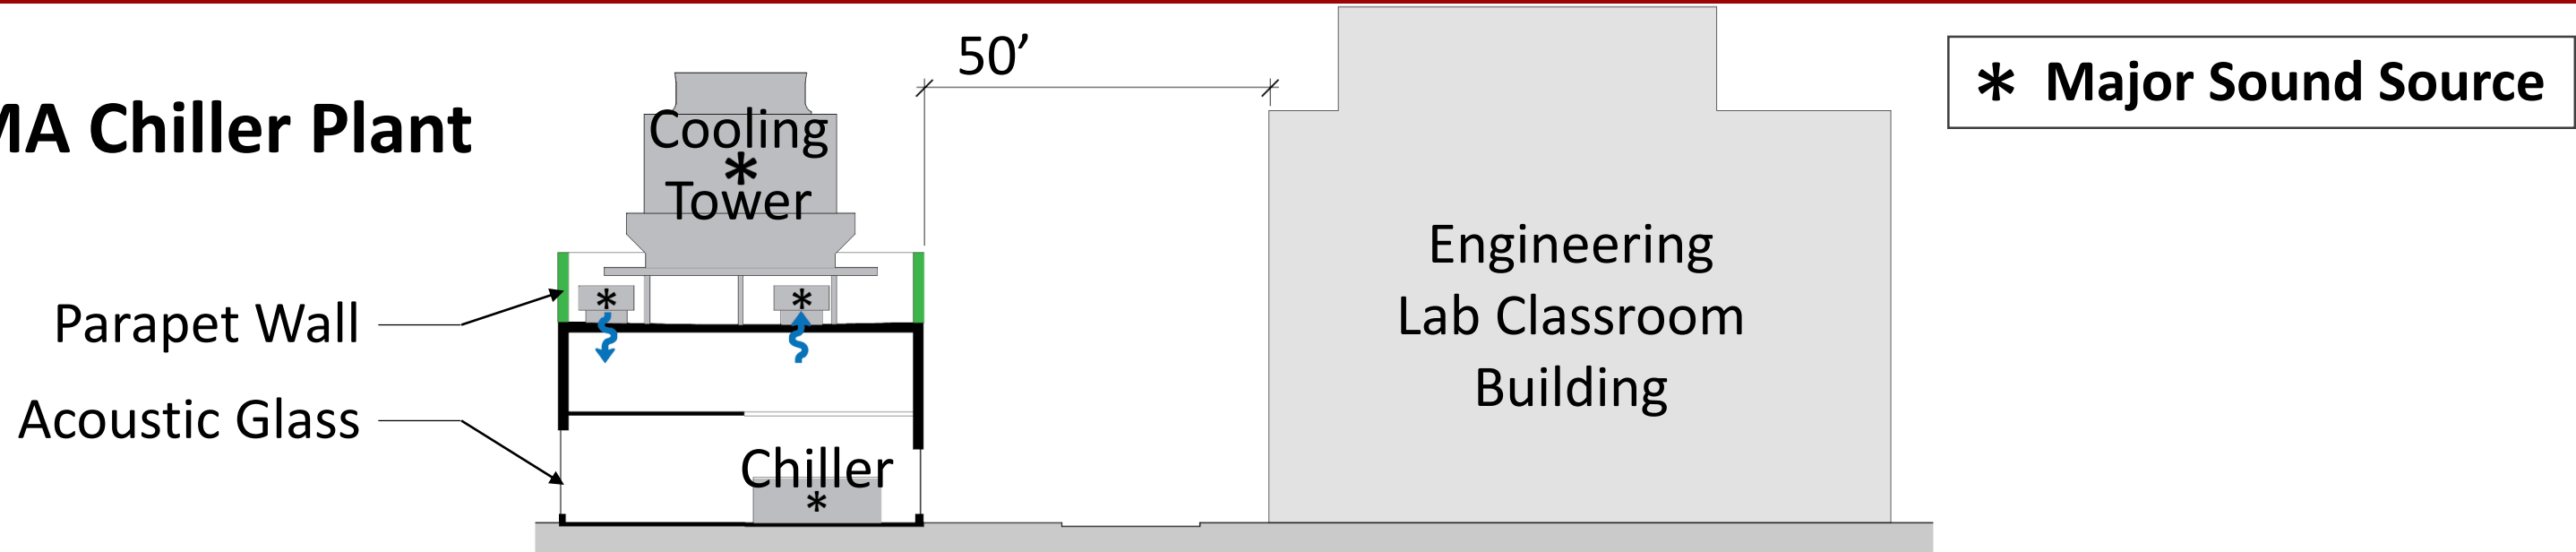 50’
* Major Sound Source
MA Chiller Plant
Cooling
*
Tower
Engineering
Lab Classroom
Building
Parapet Wall
* *
Acoustic Glass
Chiller
*